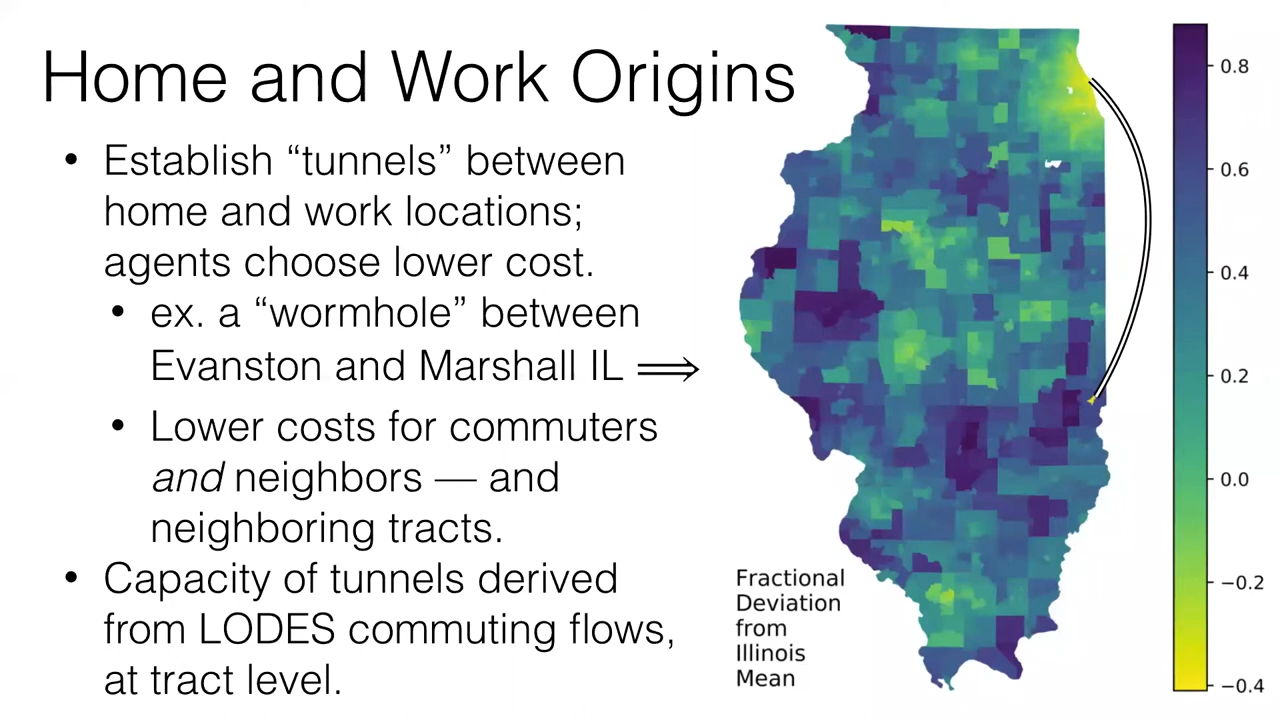 Home and Work Origins
• Establish “tunnels” between
home and work locations;
agents choose lower cost.
• ex. a “wormhole” between
Evanston and Marshall IL ⟹
• Lower costs for commuters
and neighbors — and
neighboring tracts.
• Capacity of tunnels derived
from LODES commuting flows,
at tract level.
Fractional
Deviation
from
Illinois
Mean
0.8
0.6
0.4
0.2
0.0
−0.2
−0.4